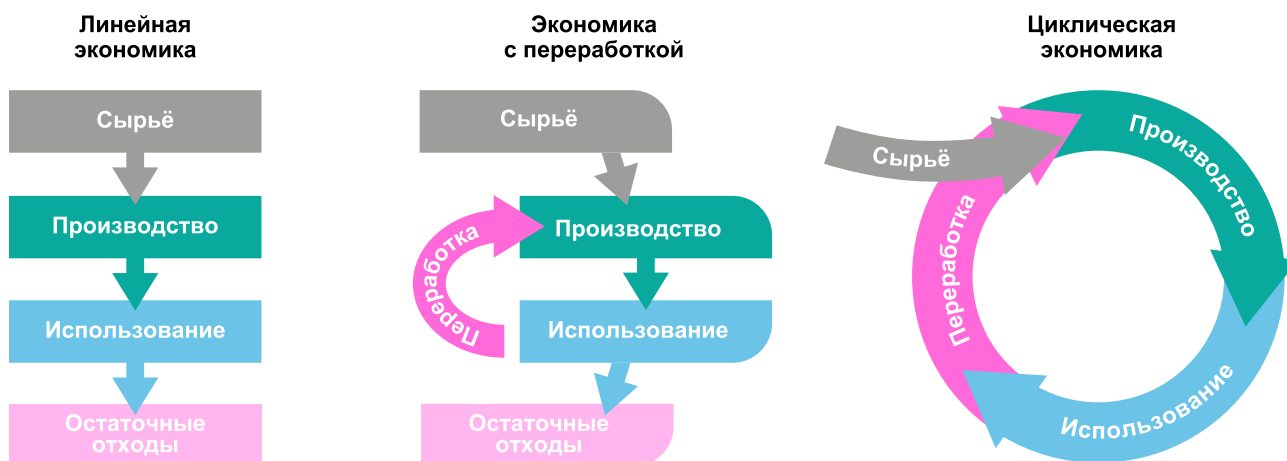 Линейная
экономика
Сырьё
Производство
Использование
Остаточные
отходы
Экономика
с переработкой
Сырьё
Производство
Переработка
Использование
Остаточные
отходы
Циклическая
экономика
Сырьё
Производство
Использование
Переработка